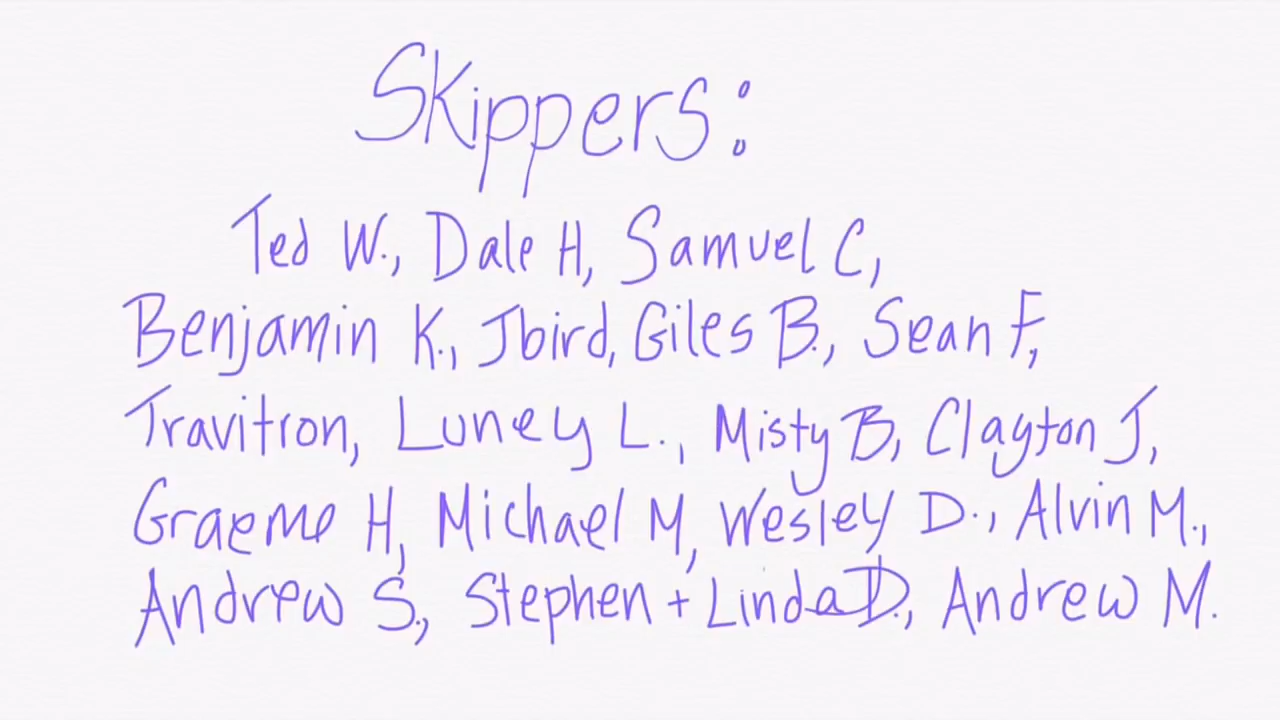 Skippers:
Ted W., Dale H, Samuel C,
Benjamin K., Jbird, Giles B., Sean F,
Travitron, Luney L., Misty B, Clayton J,
Graeme H, Michael M, Wesley D., Alvin M.,
Andrew S., Stephen + Linda D., Andrew M.